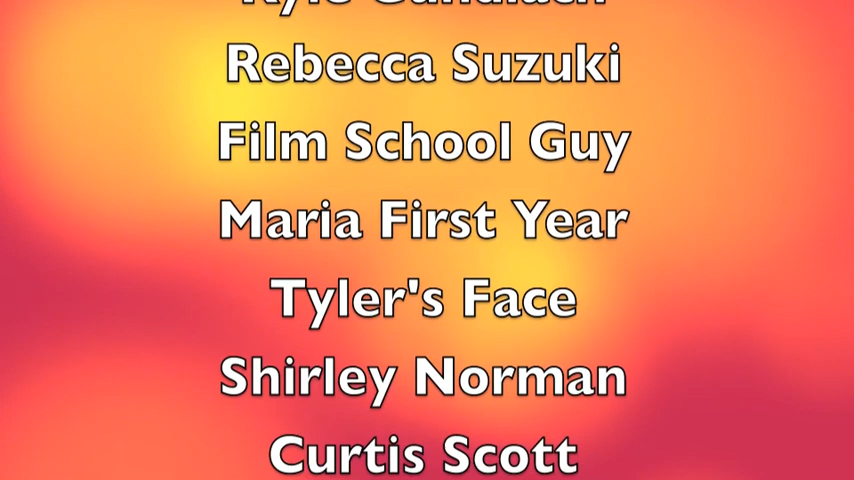 Rebecca Suzuki
Film School Guy
Maria First Year
Tyler's Face
Shirley Norman
Curtis Scott